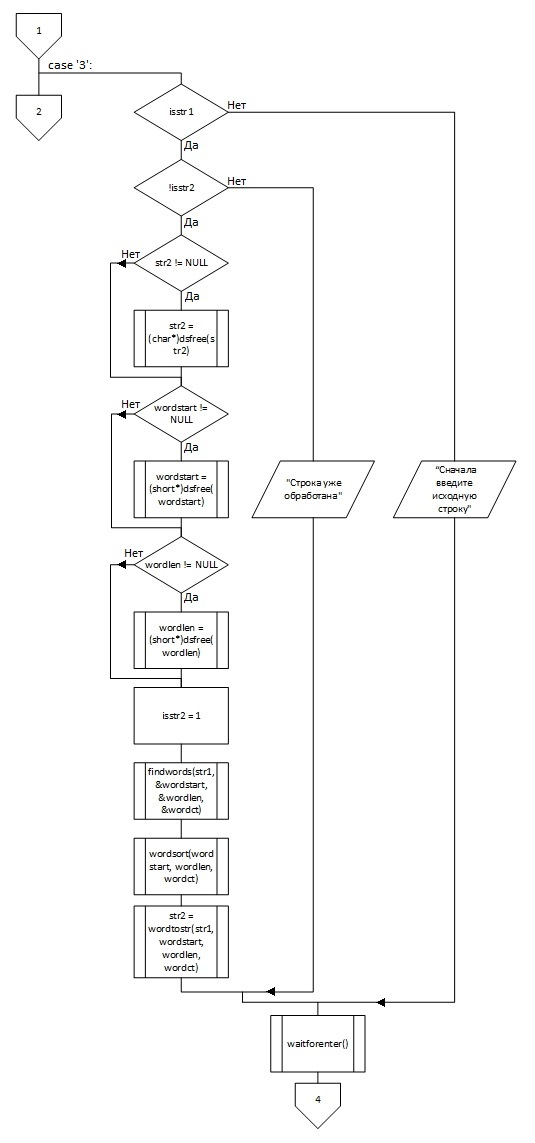 1
case '3':
2
isstr1
Нет
Да
!isstr2
Нет
Да
Нет
str2 != NULL
Да
str2 =
(char*)dsfree(s
tr2)
Нет
wordstart !=
NULL
Да
wordstart =
(short*)dsfree(
wordstart)
"Строка уже
обработана"
"Сначала
введите
исходную
строку"
Нет
wordlen != NULL
Да
wordlen =
(short*)dsfree(
wordlen)
isstr2 = 1
findwords(str1,
&wordstart,
&wordlen,
&wordct)
wordsort(word
start, wordlen,
wordct)
str2 =
wordtostr(str1,
wordstart,
wordlen,
wordct)
waitforenter()
4